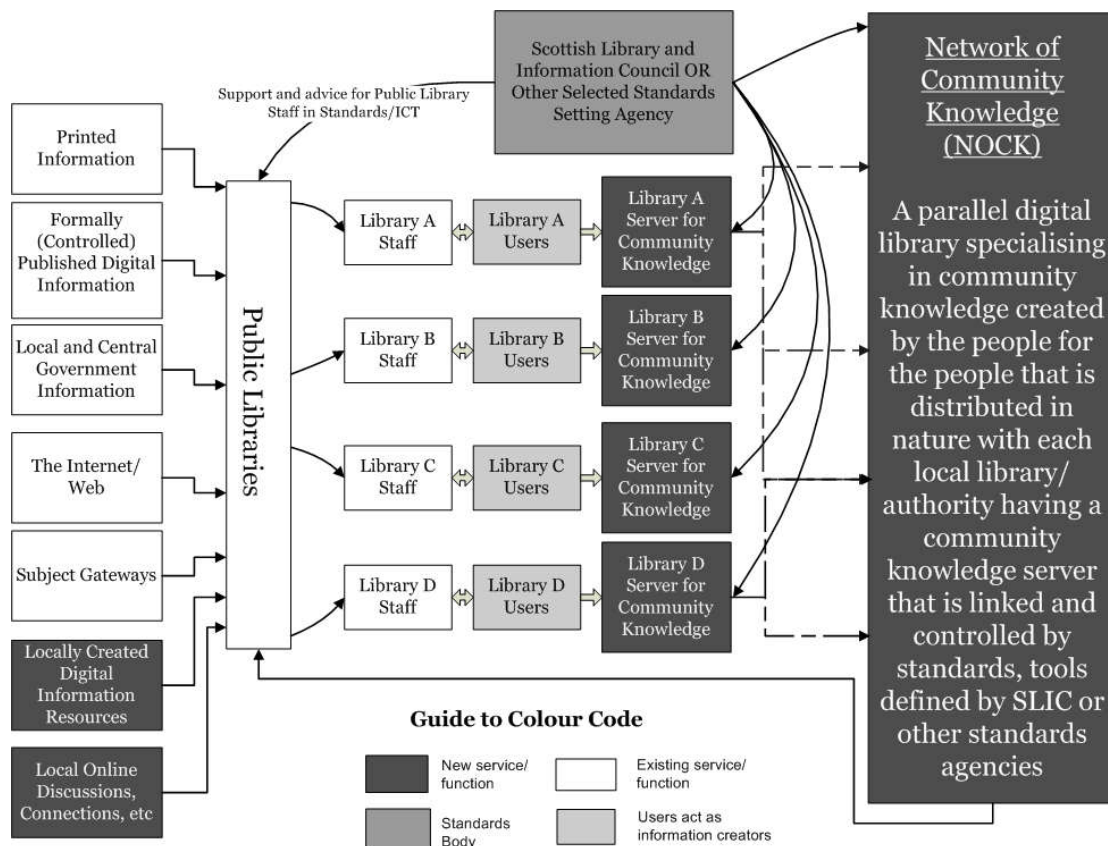 Scottish Library and
Information Council OR
Other Selected Standards
Setting Agency
Support and advice for Public Library
Staff in Standards/ICT
Printed
Information
Formally
(Controlled)
Published Digital
Information
Local and Central
Government
Information
The Internet/
Web
Subject Gateways
Locally Created
Digital
Information
Resources
Local Online
Discussions,
Connections, etc
Public Libraries
Library A
Staff
Library A
Users
Library A
Server for
Community
Knowledge
Library B
Staff
Library B
Users
Library B
Server for
Community
Knowledge
Library C
Staff
Library C
Users
Library C
Server for
Community
Knowledge
Library D
Staff
Library D
Users
Library D
Server for
Community
Knowledge
Network of
Community
Knowledge
(NOCK)
A parallel digital
library specialising
in community
knowledge created
by the people for
the people that is
distributed in
nature with each
local library/
authority having a
community
knowledge server
that is linked and
controlled by
standards, tools
defined by SLIC or
other standards
agencies
Guide to Colour Code
New service/
function
Existing service/
function
Standards
Body
Users act as
information creators